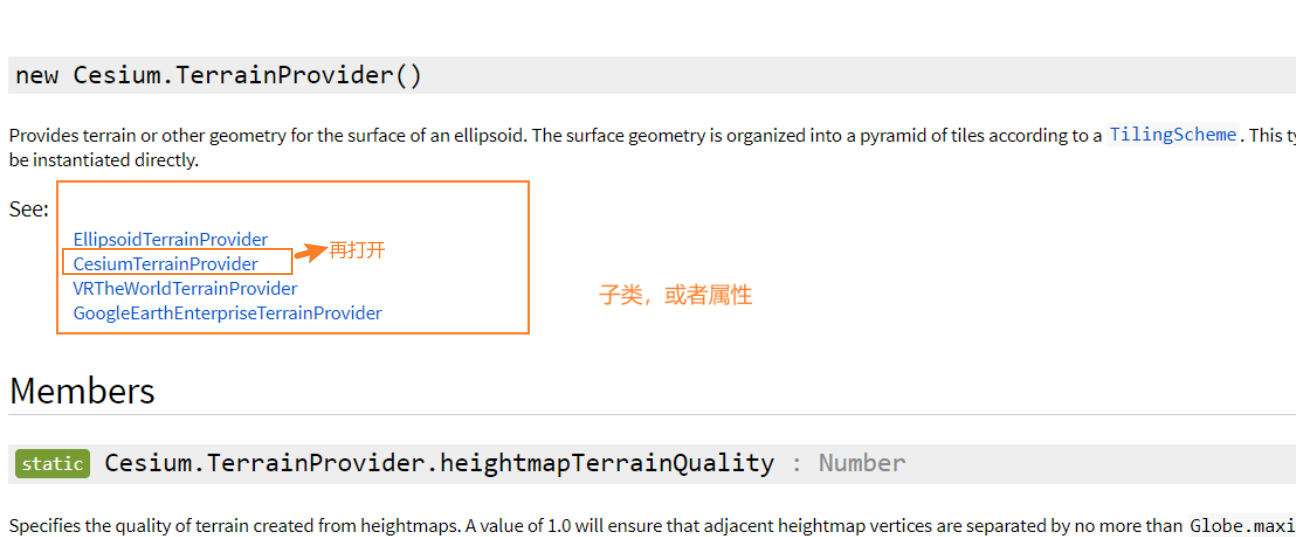 new Cesium.TerrainProvider()
Provides terrain or other geometry for the surface of an ellipsoid. The surface geometry is organized into a pyramid of tiles according to a TilingScheme. This
be instantiated directly.
See:
EllipsoidTerrainProvider
CesiumTerrainProvider
再打开
VRTheWorldTerrainProvider
子类，或者属性
GoogleEarthEnterpriseTerrainProvider
Members
static Cesium.TerrainProvider.heightmapTerrainQuality : Number
Specifies the quality of terrain created from heightmaps. A value of 1.0 will ensure that adjacent heightmap vertices are separated by no more than Globe.maxi